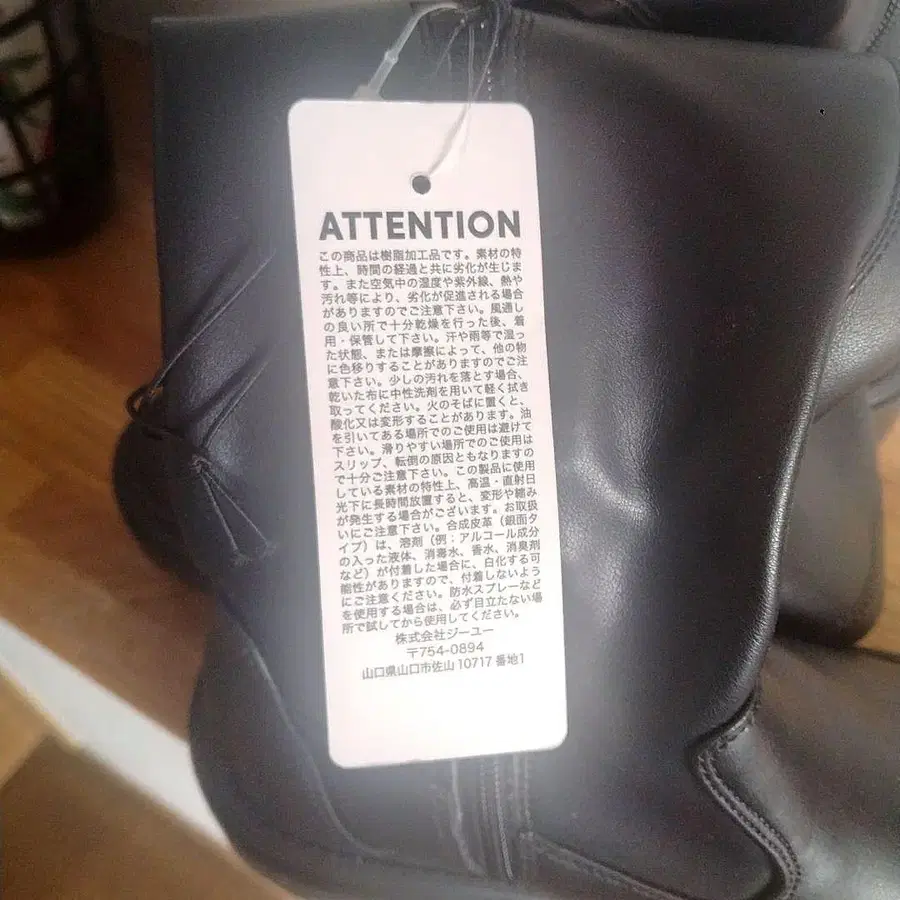 ATTENTION
この商品は樹脂加工品です。素材の特
性上、時間の経過と共に劣化が生じま
す。また空気中の湿度や紫外線、熱や
汚れ等により、劣化が促進される場合
がありますのでご注意下さい。風通し
の良い所で十分乾燥を行った後、着
用・保管して下さい。汗や雨等で湿っ
た状態、または摩擦によって、他の物
に色移りすることがありますのでご注
意下さい。少しの汚れを落とす場合、
乾いた布に中性洗剤を用いて軽く拭き
取ってください。火のそばに置くと、
酸化又は変形することがあります。油
を引いてある場所でのご使用は避けて
下さい。滑りやすい場所でのご使用は
スリップ、転倒の原因ともなりますの
で十分ご注意下さい。この製品に使用
している素材の特性上、高温・直射日
光下に長時間放置すると、変形や縮み
が発生する場合がございます。お取扱
いにご注意下さい。合成皮革（銀面タ
イプ）は、溶剤（例：アルコール成分
の入った液体、消毒水、香水、消臭剤
など）が付着した場合に、白化する可
能性がありますので、付着しないよう
にご注意ください。防水スプレーなど
を使用する場合は、必ず目立たない場
所で試してから使用してください。
株式会社ジーユー
〒754-0894
山口県山口市佐山 10717 番地1